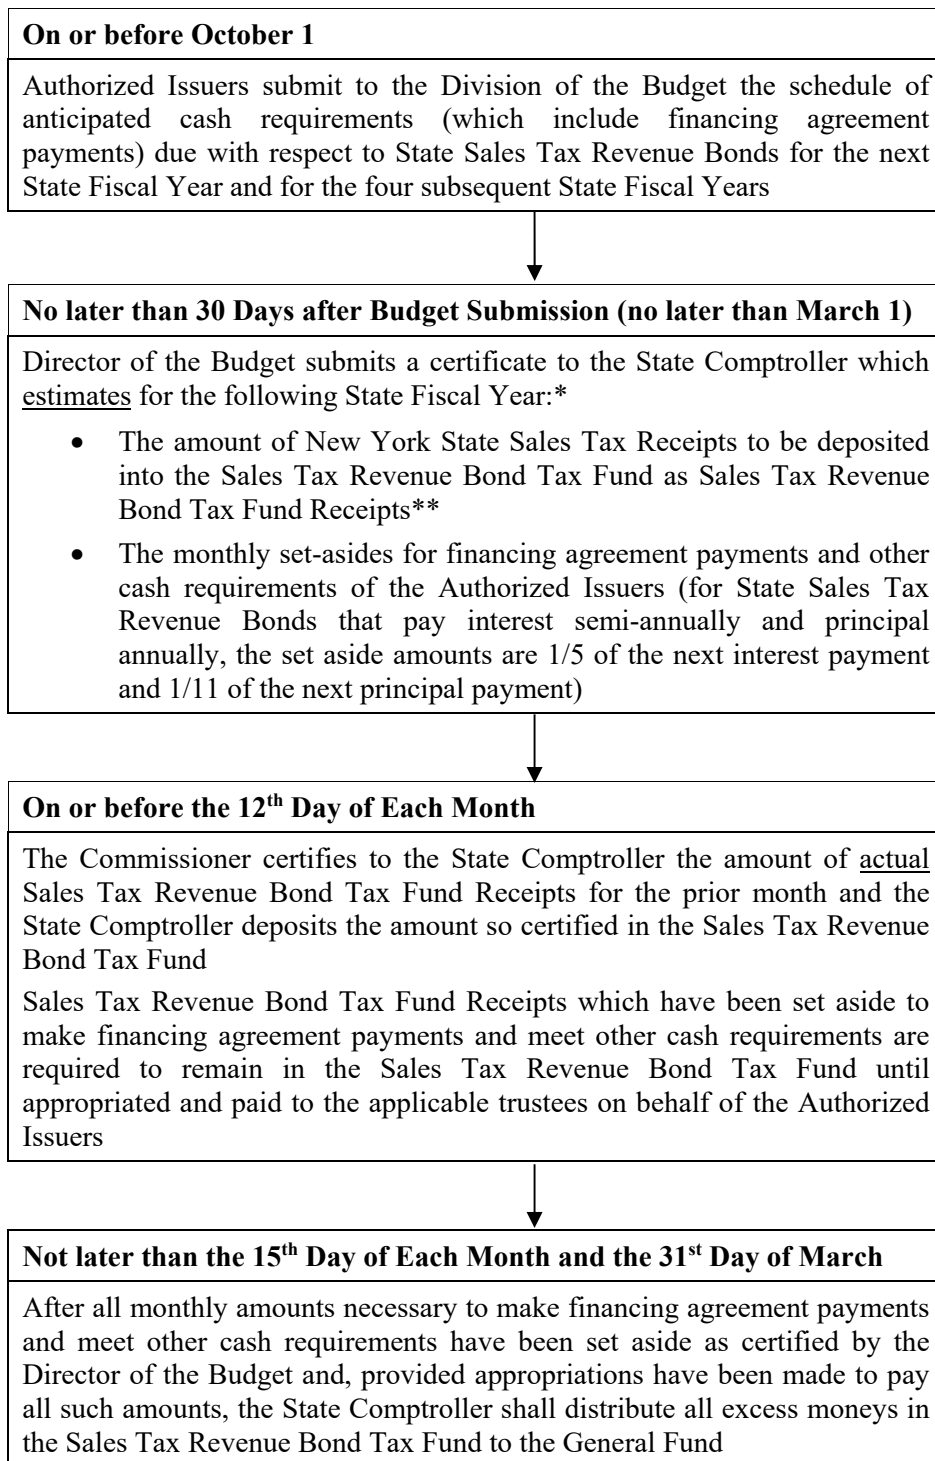 On or before October 1
Authorized Issuers submit to the Division of the Budget the schedule of
anticipated cash requirements (which include financing agreement
payments) due with respect to State Sales Tax Revenue Bonds for the next
State Fiscal Year and for the four subsequent State Fiscal Years
No later than 30 Days after Budget Submission (no later than March 1)
Director of the Budget submits a certificate to the State Comptroller which
estimates for the following State Fiscal Year:*
• The amount of New York State Sales Tax Receipts to be deposited
into the Sales Tax Revenue Bond Tax Fund as Sales Tax Revenue
Bond Tax Fund Receipts**
• The monthly set-asides for financing agreement payments and other
cash requirements of the Authorized Issuers (for State Sales Tax
Revenue Bonds that pay interest semi-annually and principal
annually, the set aside amounts are 1/5 of the next interest payment
and 1/11 of the next principal payment)
On or before the 12th Day of Each Month
The Commissioner certifies to the State Comptroller the amount of actual
Sales Tax Revenue Bond Tax Fund Receipts for the prior month and the
State Comptroller deposits the amount so certified in the Sales Tax Revenue
Bond Tax Fund
Sales Tax Revenue Bond Tax Fund Receipts which have been set aside to
make financing agreement payments and meet other cash requirements are
required to remain in the Sales Tax Revenue Bond Tax Fund until
appropriated and paid to the applicable trustees on behalf of the Authorized
Issuers
Not later than the 15th Day of Each Month and the 31st Day of March
After all monthly amounts necessary to make financing agreement payments
and meet other cash requirements have been set aside as certified by the
Director of the Budget and, provided appropriations have been made to pay
all such amounts, the State Comptroller shall distribute all excess moneys in
the Sales Tax Revenue Bond Tax Fund to the General Fund